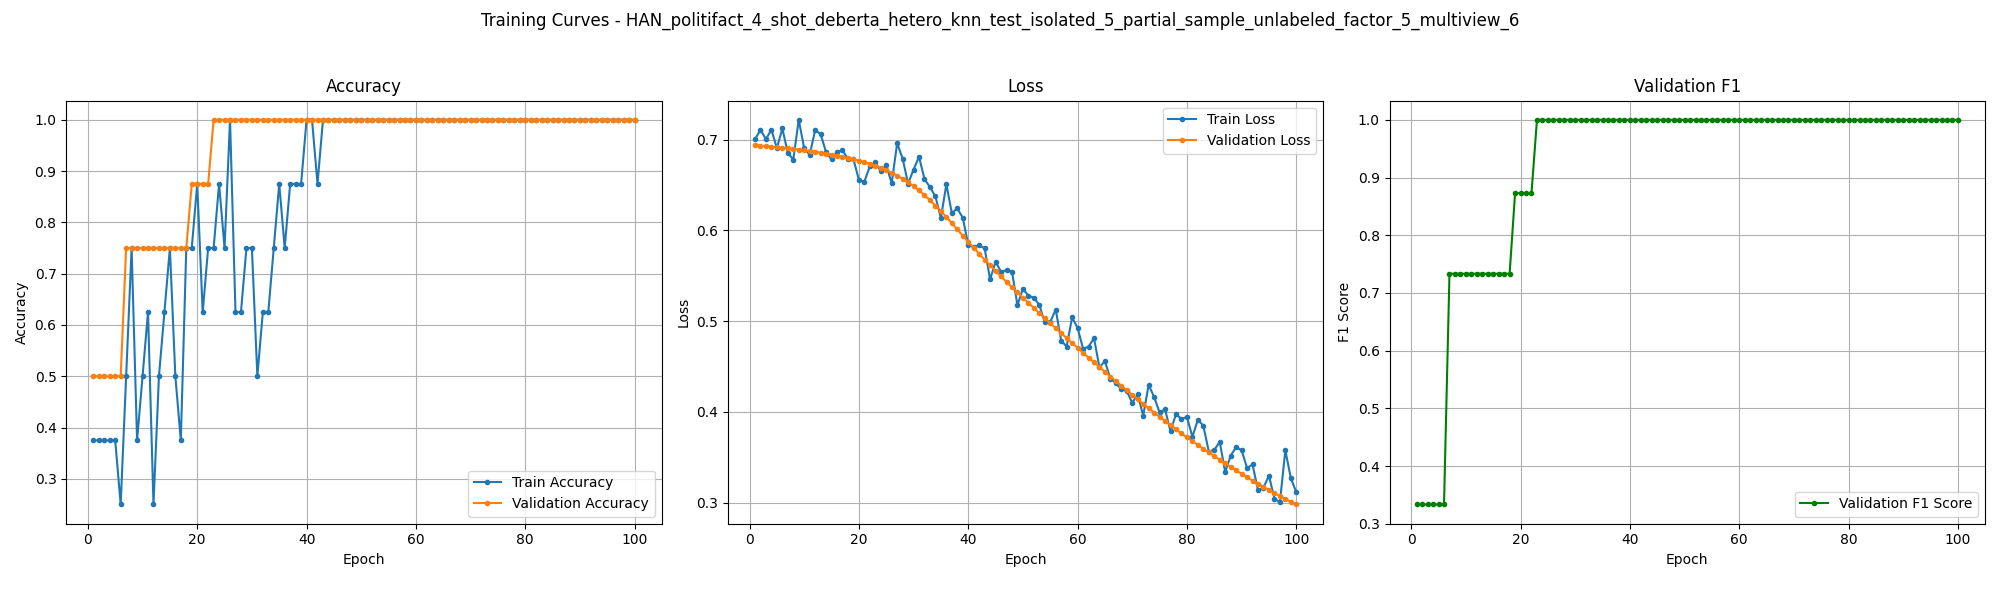 Training Curves - HAN_politifact_4_shot_deberta_hetero_knn_test_isolated_5_partial_sample_unlabeled_factor_5_multiview_6
Accuracy
1.0
0.9
0.8
0.7
0.6
0.5
0.4
0.3
Accuracy
0 20 40 60 80 100
Epoch
Train Accuracy
Validation Accuracy
Loss
0.7
0.6
0.5
0.4
0.3
Loss
0 20 40 60 80 100
Epoch
Train Loss
Validation Loss
Validation F1
1.0
0.9
0.8
0.7
0.6
0.5
0.4
0.3
F1 Score
0 20 40 60 80 100
Epoch
Validation F1 Score